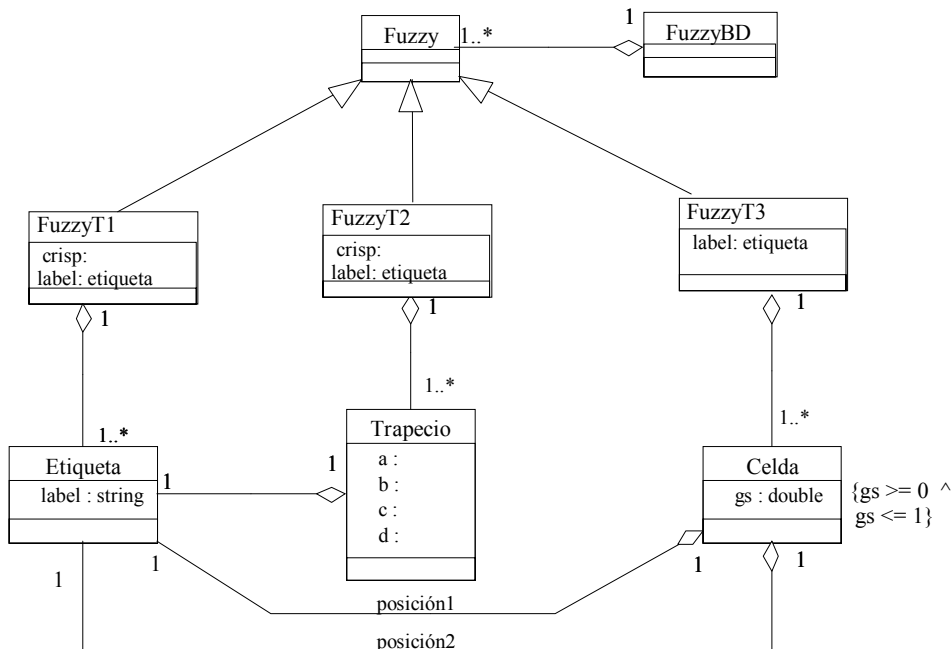 Fuzzy
1..*
1
FuzzyBD
FuzzyT1
crisp:
label: etiqueta
1
FuzzyT2
crisp:
label: etiqueta
1
FuzzyT3
label: etiqueta
1
1..*
1..*
1..*
Etiqueta
label : string
1
1
1
Trapecio
a :
b :
c :
d :
1
Celda
gs : double
{gs >= 0 ^
gs <= 1}
1
1
posición1
posición2